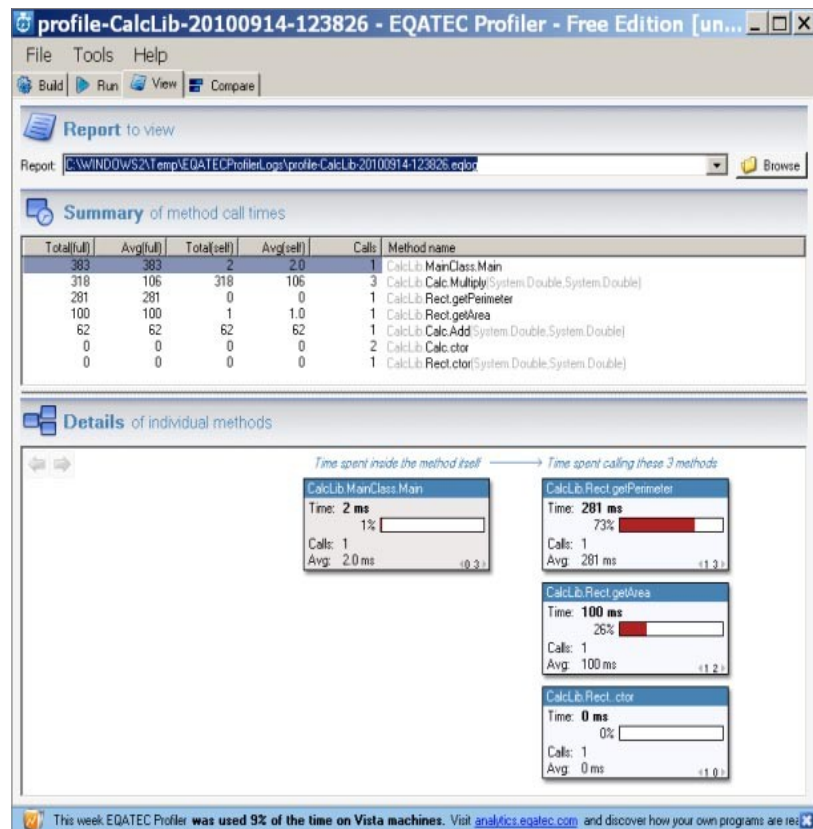 profile-CalcLib-20100914-123826 - EQATEC Profiler - Free Edition [un...
File Tools Help
Build Run View Compare
Report to view
Report: C:\WINDOWS2\Temp\EQATECProfilerLogs\profile-CalcLib-20100914-123826.eqlog Browse
Summary of method call times
Total(full) Avg(full) Total(self) Avg(self) Calls Method name
383 383 2 2.0 1 CalcLib.MainClass.Main
318 106 318 106 3 CalcLib.Calc.Multiply(System.Double,System.Double)
281 281 0 0 1 CalcLib.Rect.getPerimeter
100 100 1 1.0 1 CalcLib.Rect.getArea
62 62 62 62 1 CalcLib.Calc.Add(System.Double,System.Double)
0 0 0 0 2 CalcLib.Calc.ctor
0 0 0 0 1 CalcLib.Rect.ctor(System.Double,System.Double)
Details of individual methods
Time spent inside the method itself → Time spent calling these 3 methods
CalcLib.MainClass.Main
Time: 2 ms
1%
Calls: 1
Avg: 2.0 ms
‹0 3›
CalcLib.Rect.getPerimeter
Time: 281 ms
73%
Calls: 1
Avg: 281 ms
‹1 3›
CalcLib.Rect.getArea
Time: 100 ms
26%
Calls: 1
Avg: 100 ms
‹1 2›
CalcLib.Rect..ctor
Time: 0 ms
0%
Calls: 1
Avg: 0 ms
‹1 0›
This week EQATEC Profiler was used 9% of the time on Vista machines. Visit analytics.eqatec.com and discover how your own programs are rea